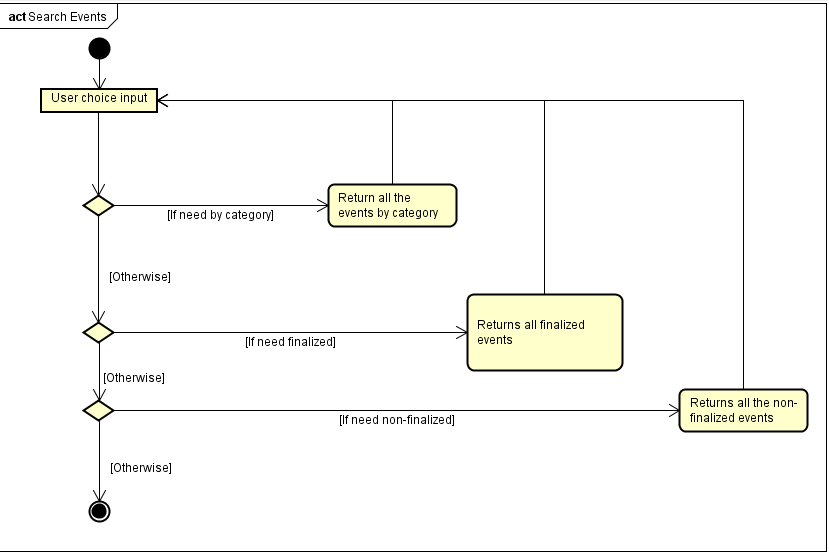 act Search Events
User choice input
Return all the
events by category
[If need by category]
[Otherwise]
Returns all finalized
events
[If need finalized]
[Otherwise]
Returns all the non-
finalized events
[If need non-finalized]
[Otherwise]